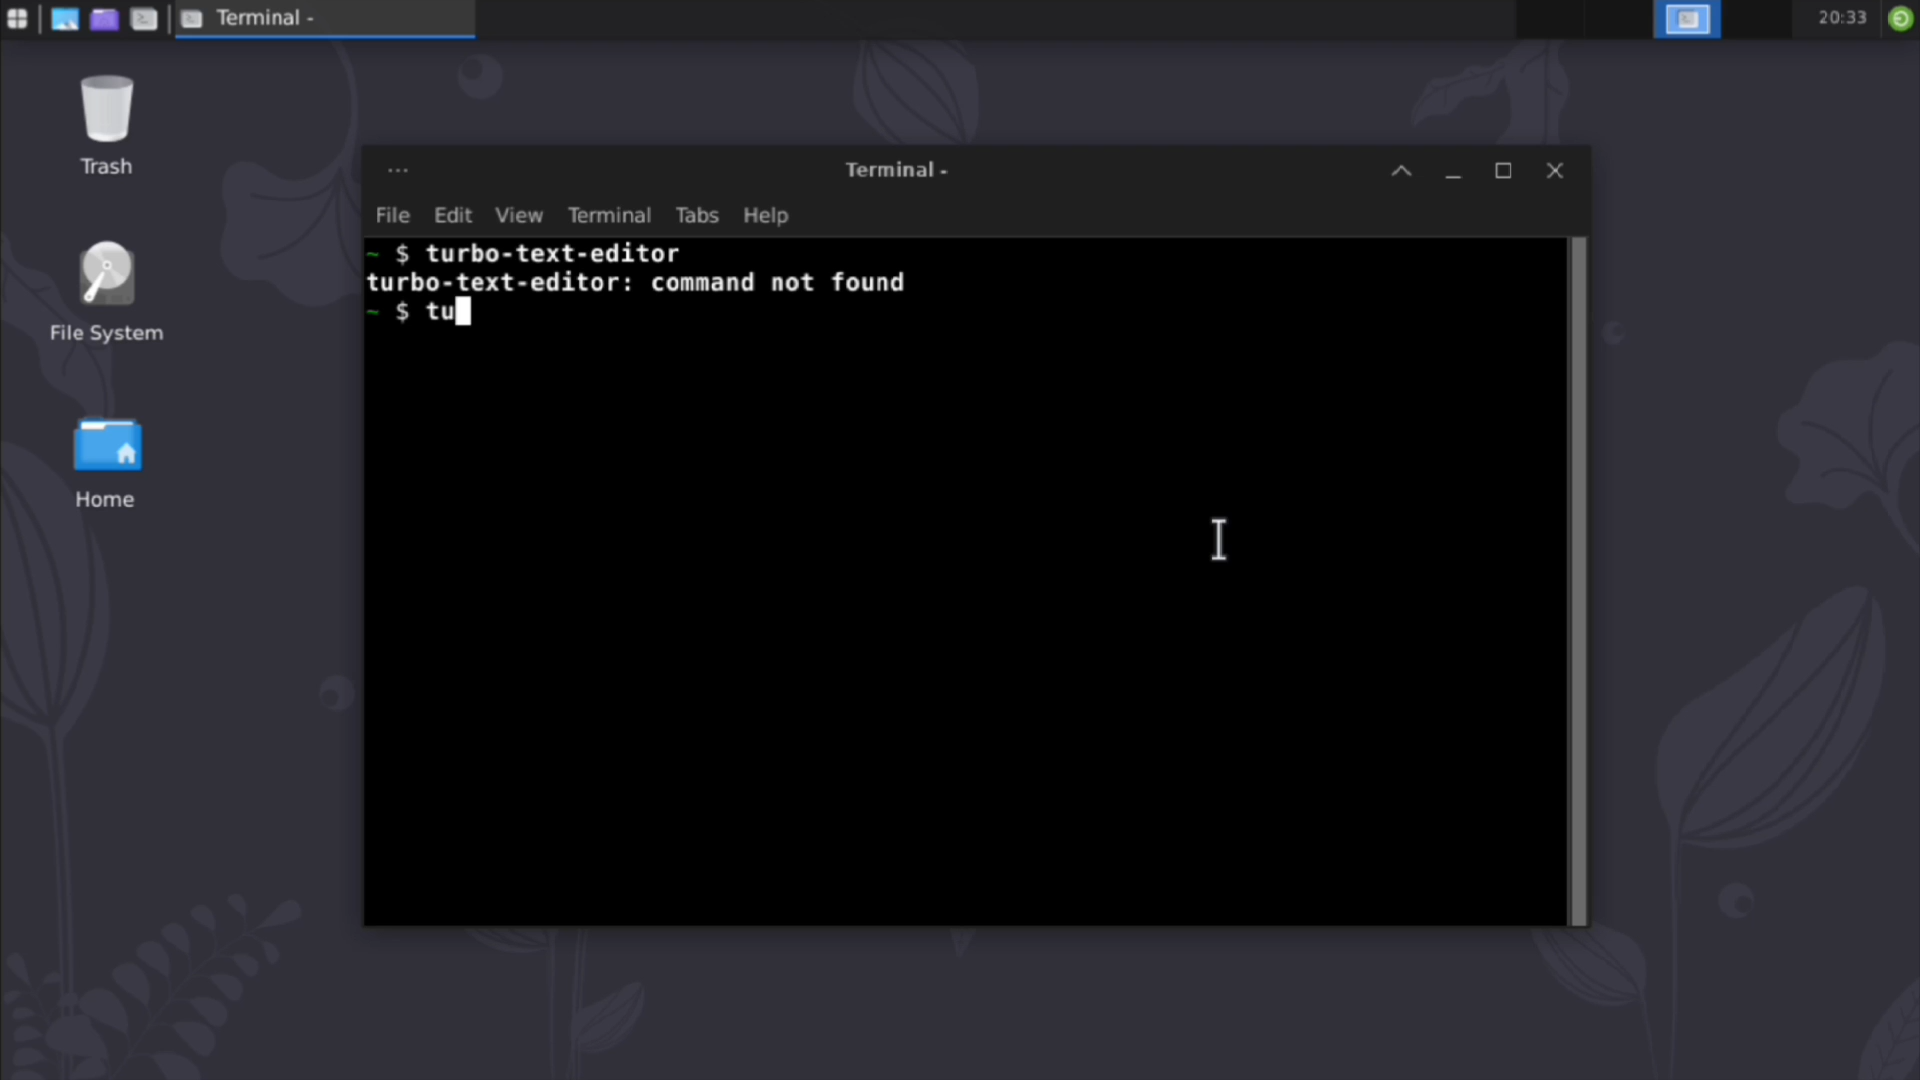 Terminal -
20:33
Trash
File System
Home
Terminal -
File Edit View Terminal Tabs Help
~ $ turbo-text-editor
turbo-text-editor: command not found
~ $ tu